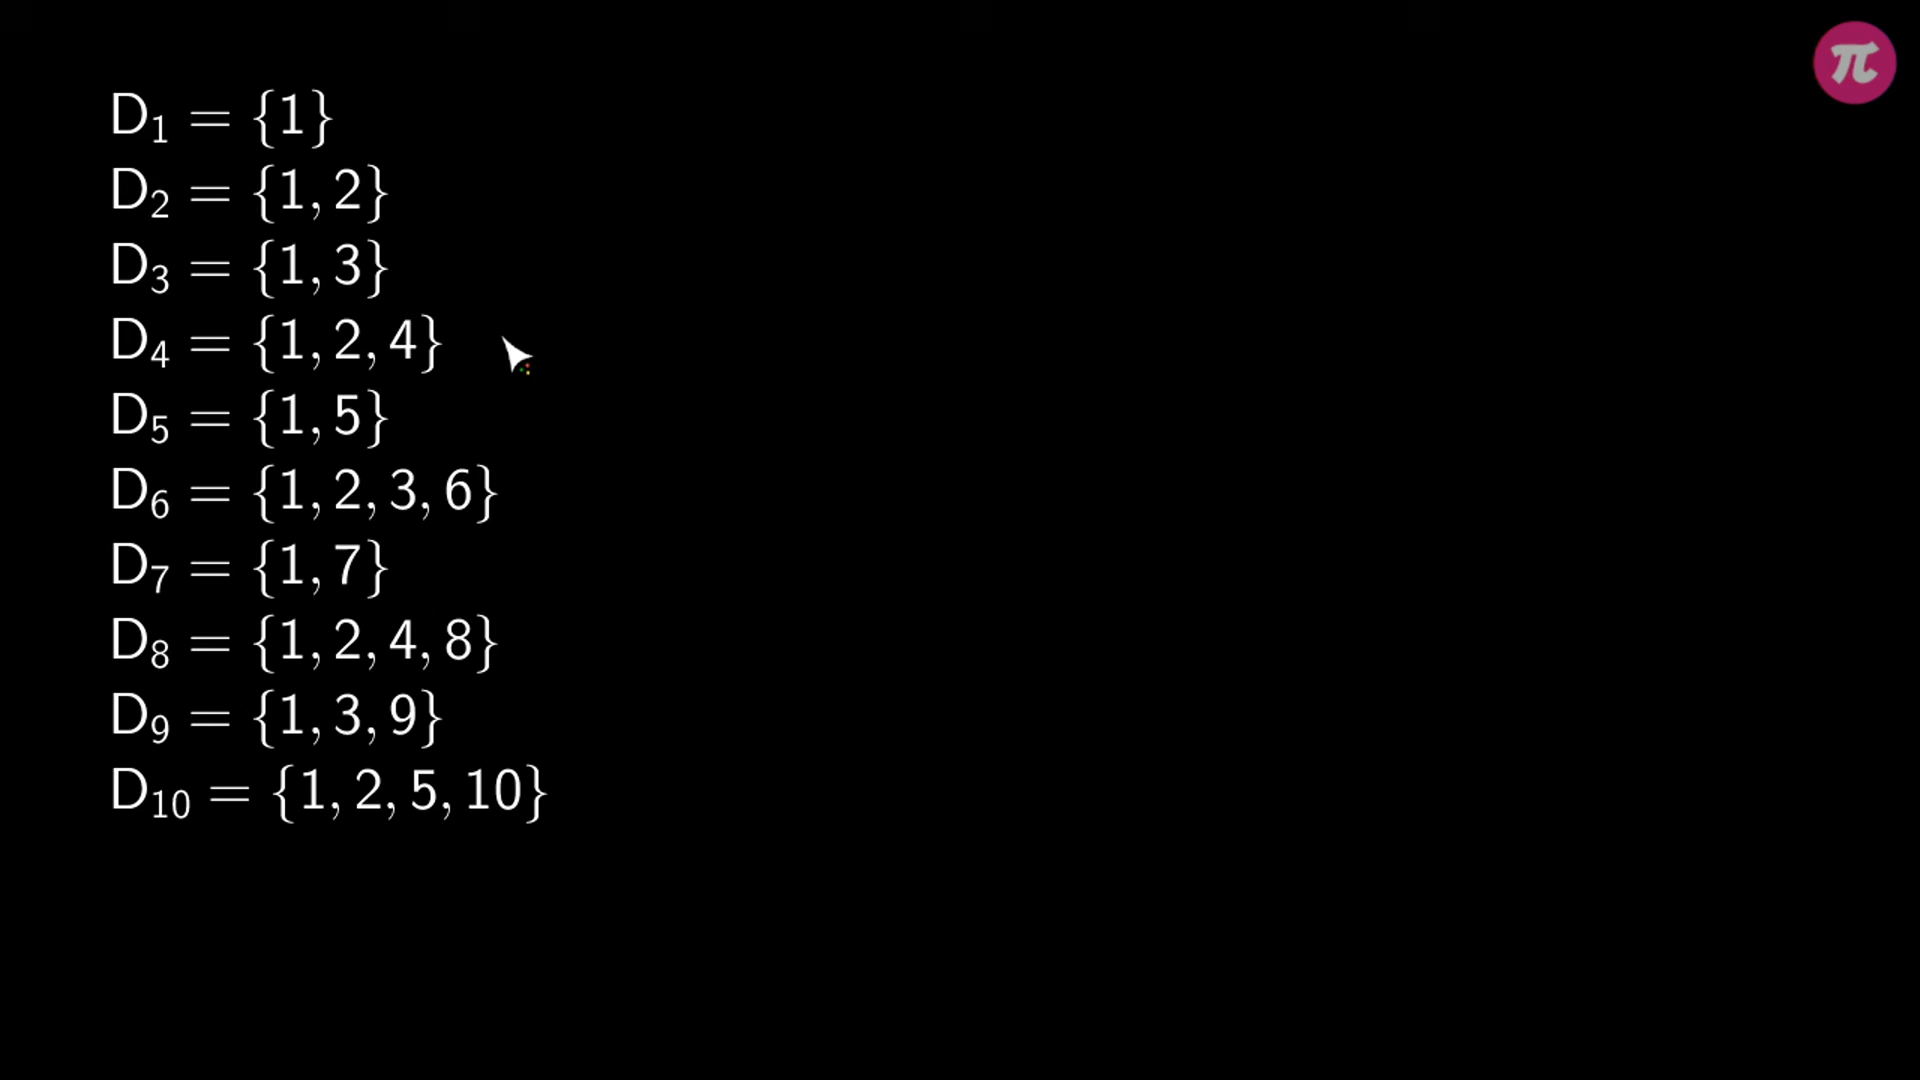 π
D₁ = {1}
D₂ = {1, 2}
D₃ = {1, 3}
D₄ = {1, 2, 4}
D₅ = {1, 5}
D₆ = {1, 2, 3, 6}
D₇ = {1, 7}
D₈ = {1, 2, 4, 8}
D₉ = {1, 3, 9}
D₁₀ = {1, 2, 5, 10}